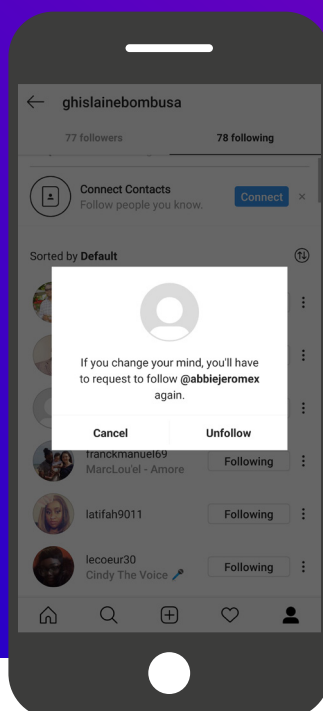 ghislainebombusa
77 followers 78 following
Connect Contacts
Follow people you know.
Connect ×
Sorted by Default
If you change your mind, you'll have
to request to follow @abbiejeromex
again.
Cancel Unfollow
franckmanuel69
MarcLou'el - Amore
Following
latifah9011
Following
lecoeur30
Cindy The Voice 🎤
Following